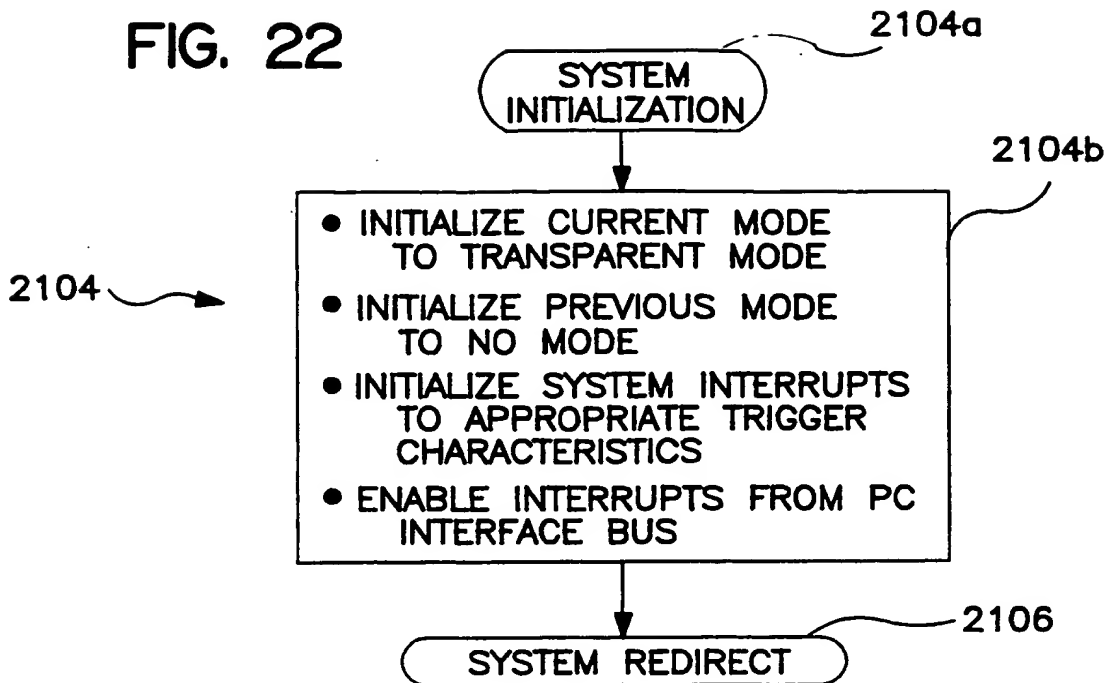 FIG. 22
2104a
SYSTEM
INITIALIZATION
2104b
• INITIALIZE CURRENT MODE
TO TRANSPARENT MODE
2104
• INITIALIZE PREVIOUS MODE
TO NO MODE
• INITIALIZE SYSTEM INTERRUPTS
TO APPROPRIATE TRIGGER
CHARACTERISTICS
• ENABLE INTERRUPTS FROM PC
INTERFACE BUS
2106
SYSTEM REDIRECT